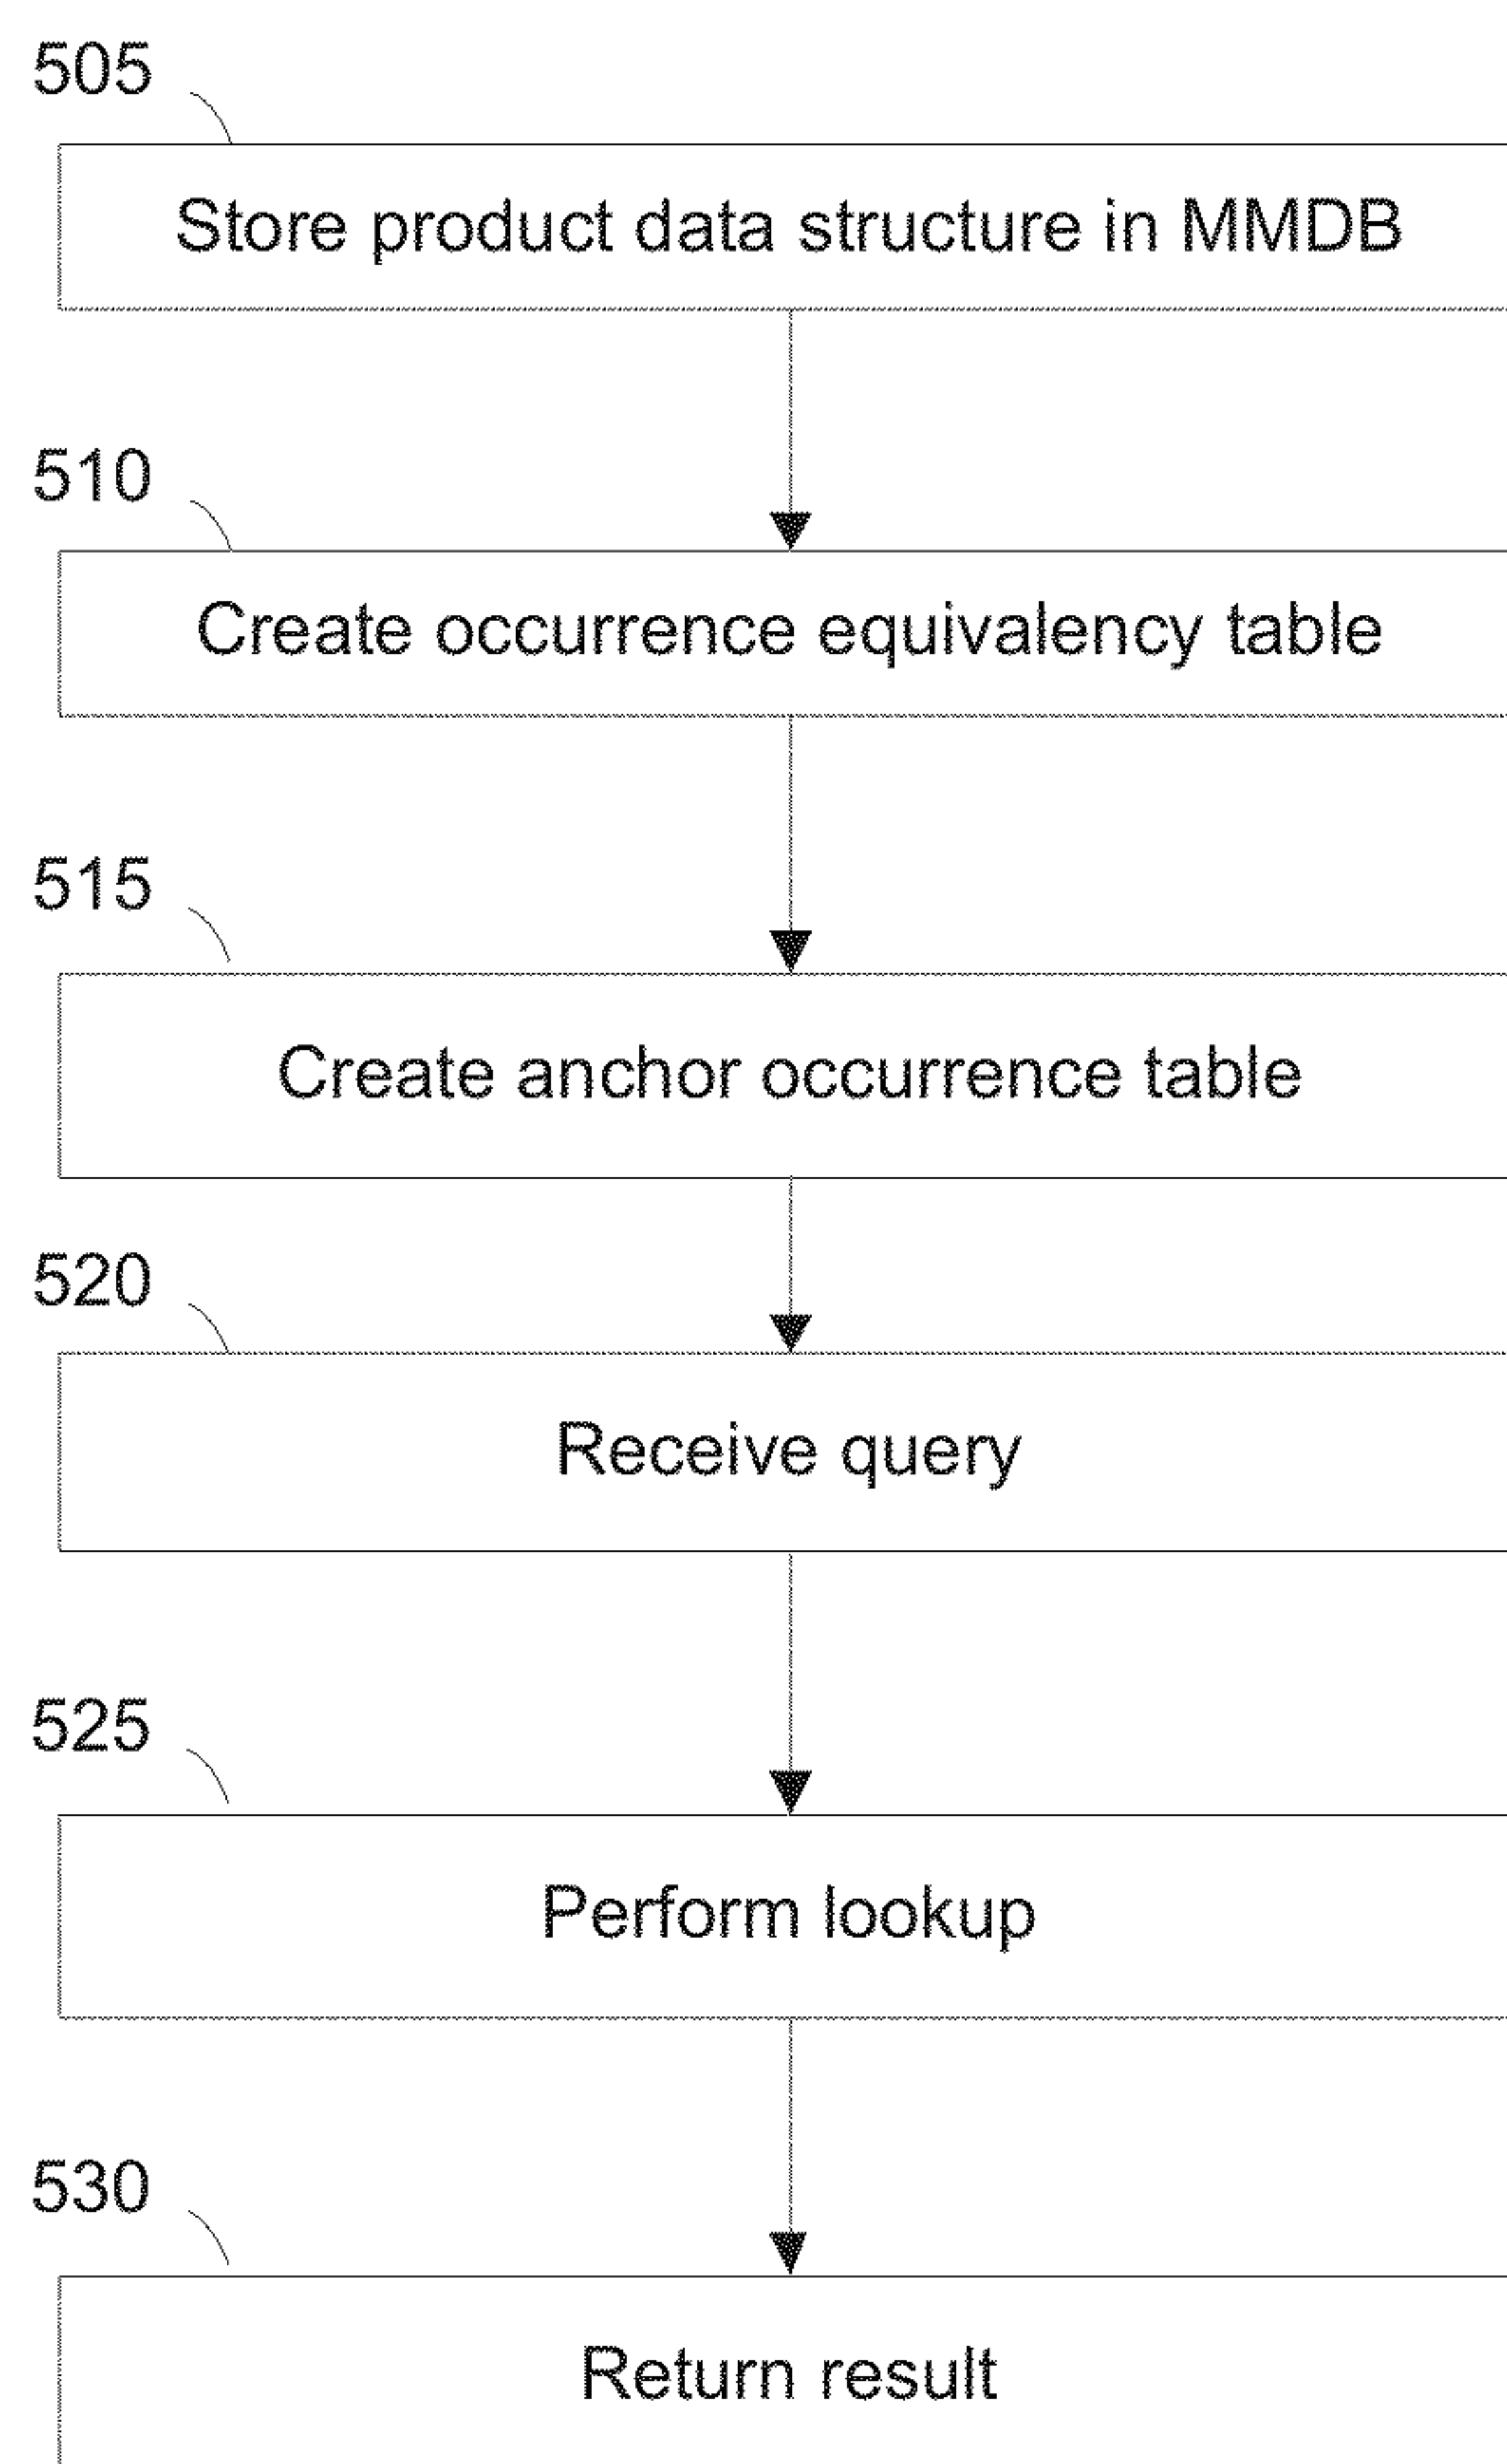 505
Store product data structure in MMDB
510
Create occurrence equivalency table
515
Create anchor occurrence table
520
Receive query
525
Perform lookup
530
Return result